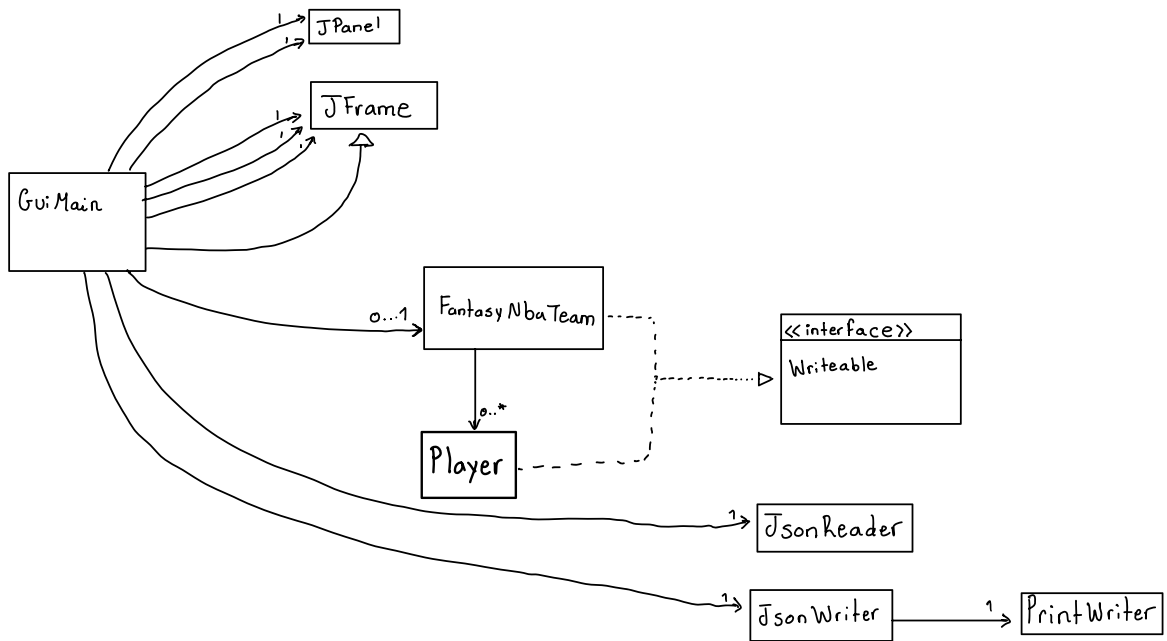 1
JPanel
1
1
JFrame
1
1
GuiMain
0...1
FantasyNbaTeam
<<interface>>
Writeable
0..*
Player
1
JsonReader
1
JsonWriter
1
PrintWriter